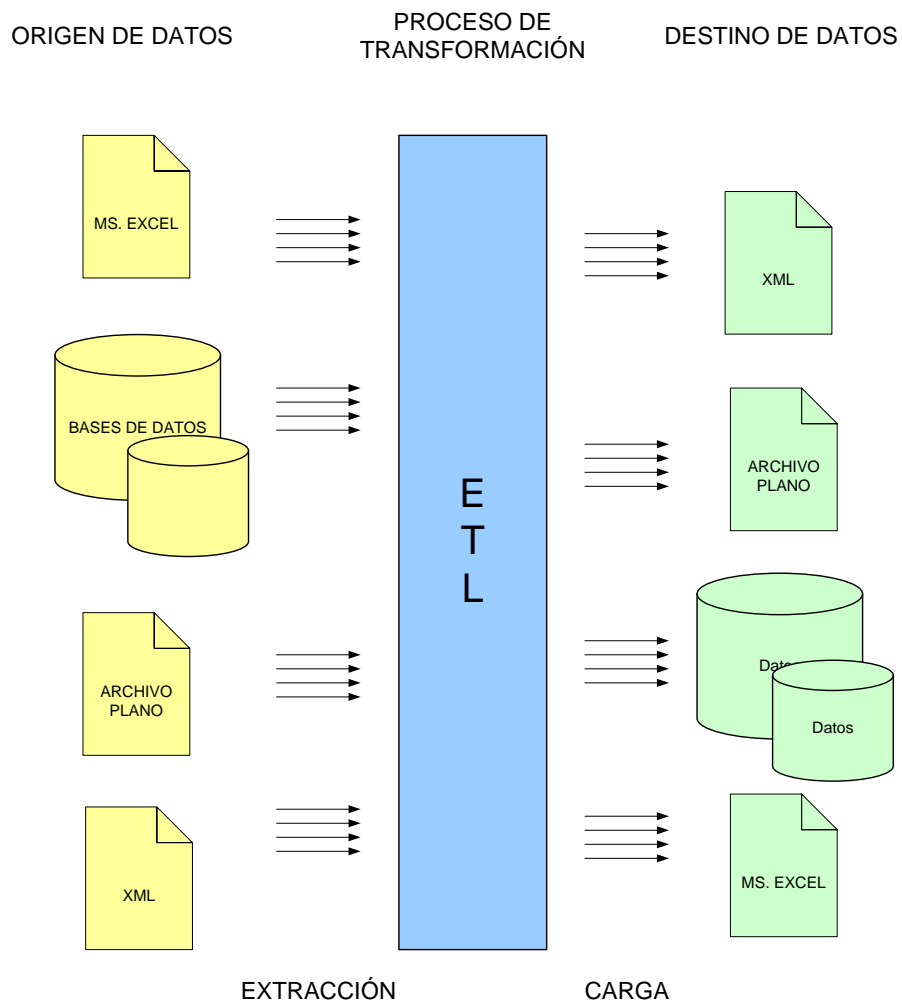 ORIGEN DE DATOS
PROCESO DE
TRANSFORMACIÓN
DESTINO DE DATOS
MS. EXCEL
BASES DE DATOS
ARCHIVO
PLANO
XML
E
T
L
XML
ARCHIVO
PLANO
Datos
Datos
MS. EXCEL
EXTRACCIÓN
CARGA